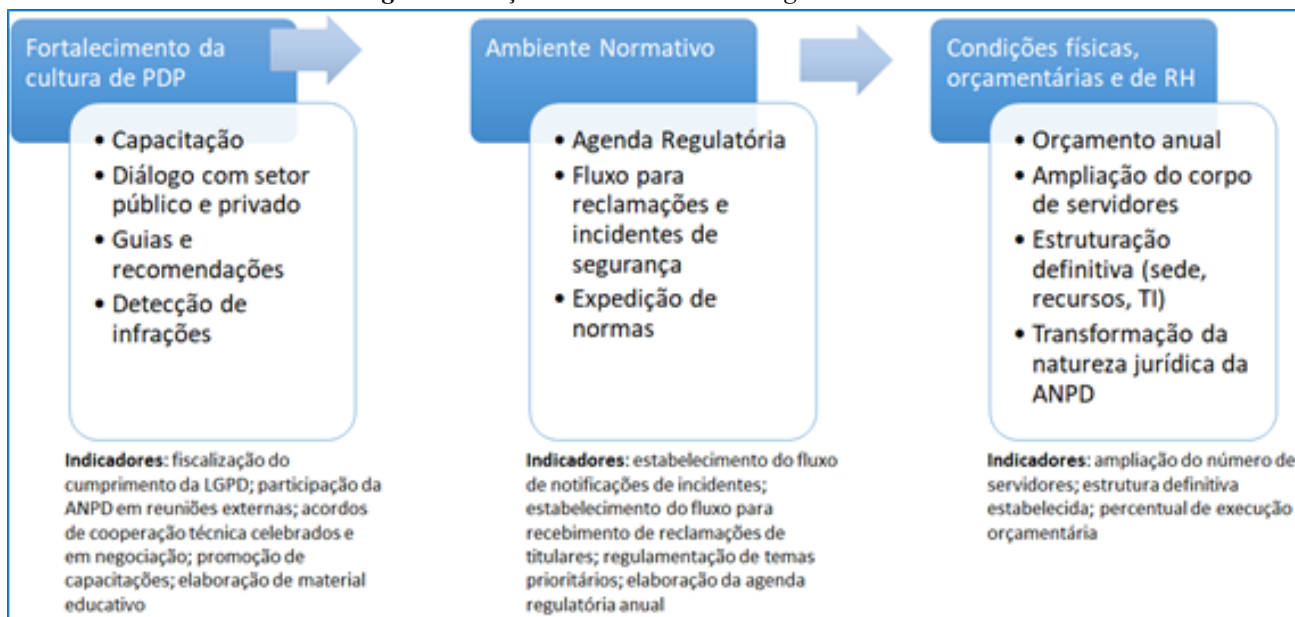 Fortalecimento da
cultura de PDP
• Capacitação
• Diálogo com setor
público e privado
• Guias e
recomendações
• Detecção de
infrações
Indicadores: fiscalização do
cumprimento da LGPD; participação da
ANPD em reuniões externas; acordos
de cooperação técnica celebrados e
em negociação; promoção de
capacitações; elaboração de material
educativo
Ambiente Normativo
• Agenda Regulatória
• Fluxo para
reclamações e
incidentes de
segurança
• Expedição de
normas
Indicadores: estabelecimento do fluxo
de notificações de incidentes;
estabelecimento do fluxo para
recebimento de reclamações de
titulares; regulamentação de temas
prioritários; elaboração da agenda
regulatória anual
Condições físicas,
orçamentárias e de RH
• Orçamento anual
• Ampliação do corpo
de servidores
• Estruturação
definitiva (sede,
recursos, TI)
• Transformação da
natureza jurídica da
ANPD
Indicadores: ampliação do número de
servidores; estrutura definitiva
estabelecida; percentual de execução
orçamentária